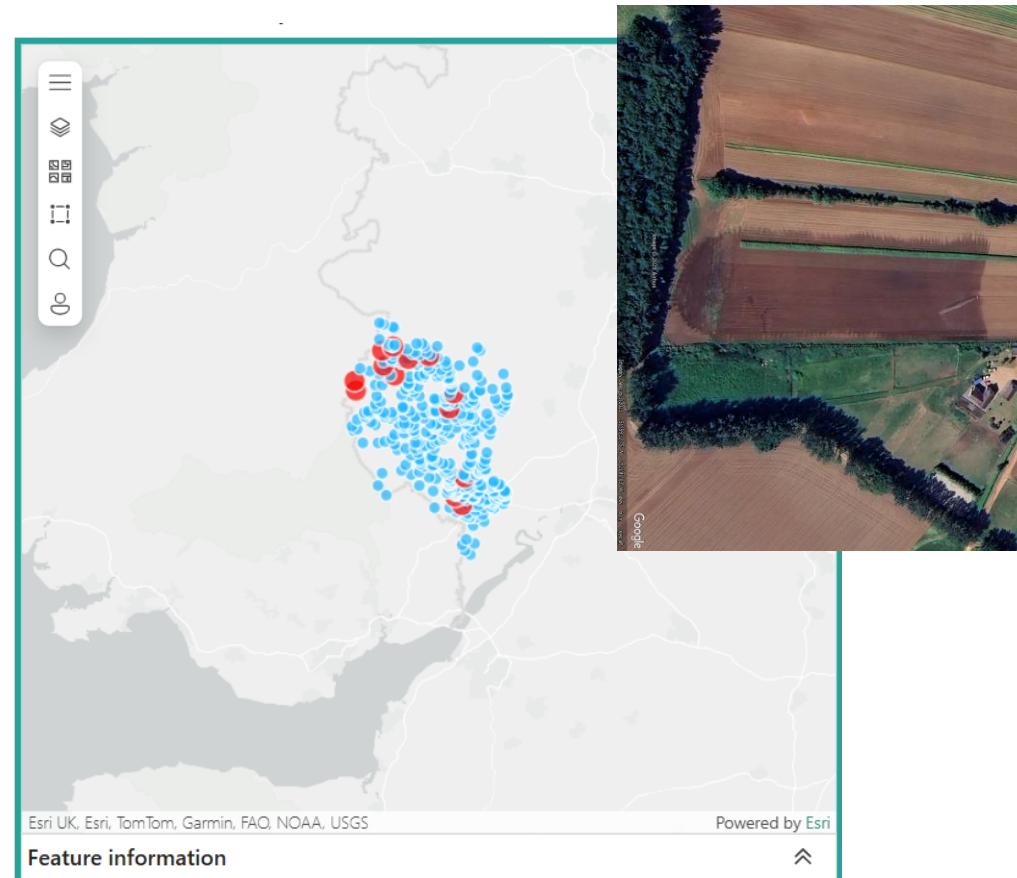 Esri UK, Esri, TomTom, Garmin, FAO, NOAA, USGS
Powered by Esri
Feature information
Google